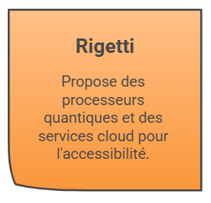 Rigetti
Propose des
processeurs
quantiques et des
services cloud pour
l'accessibilité.